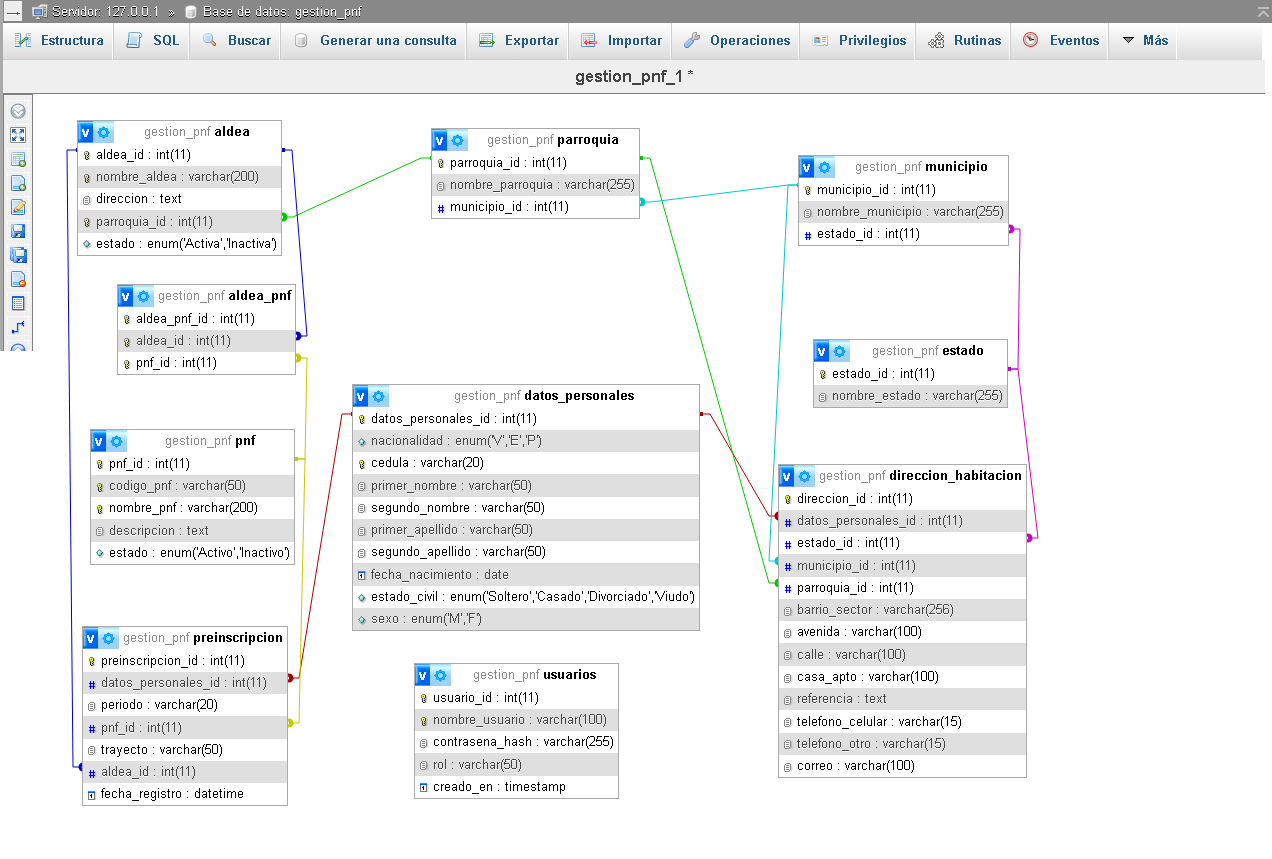 Servidor: 127.0.0.1 » Base de datos: gestion_pnf
Estructura SQL Buscar Generar una consulta Exportar Importar Operaciones Privilegios Rutinas Eventos Más
gestion_pnf_1 *
gestion_pnf aldea
aldea_id : int(11)
nombre_aldea : varchar(200)
direccion : text
parroquia_id : int(11)
estado : enum('Activa','Inactiva')
gestion_pnf parroquia
parroquia_id : int(11)
nombre_parroquia : varchar(255)
municipio_id : int(11)
gestion_pnf municipio
municipio_id : int(11)
nombre_municipio : varchar(255)
estado_id : int(11)
gestion_pnf aldea_pnf
aldea_pnf_id : int(11)
aldea_id : int(11)
pnf_id : int(11)
gestion_pnf estado
estado_id : int(11)
nombre_estado : varchar(255)
gestion_pnf datos_personales
datos_personales_id : int(11)
nacionalidad : enum('V','E','P')
cedula : varchar(20)
primer_nombre : varchar(50)
segundo_nombre : varchar(50)
primer_apellido : varchar(50)
segundo_apellido : varchar(50)
fecha_nacimiento : date
estado_civil : enum('Soltero','Casado','Divorciado','Viudo')
sexo : enum('M','F')
gestion_pnf pnf
pnf_id : int(11)
codigo_pnf : varchar(50)
nombre_pnf : varchar(200)
descripcion : text
estado : enum('Activo','Inactivo')
gestion_pnf direccion_habitacion
direccion_id : int(11)
datos_personales_id : int(11)
estado_id : int(11)
municipio_id : int(11)
parroquia_id : int(11)
barrio_sector : varchar(256)
avenida : varchar(100)
calle : varchar(100)
casa_apto : varchar(100)
referencia : text
telefono_celular : varchar(15)
telefono_otro : varchar(15)
correo : varchar(100)
gestion_pnf preinscripcion
preinscripcion_id : int(11)
datos_personales_id : int(11)
periodo : varchar(20)
pnf_id : int(11)
trayecto : varchar(50)
aldea_id : int(11)
fecha_registro : datetime
gestion_pnf usuarios
usuario_id : int(11)
nombre_usuario : varchar(100)
contrasena_hash : varchar(255)
rol : varchar(50)
creado_en : timestamp